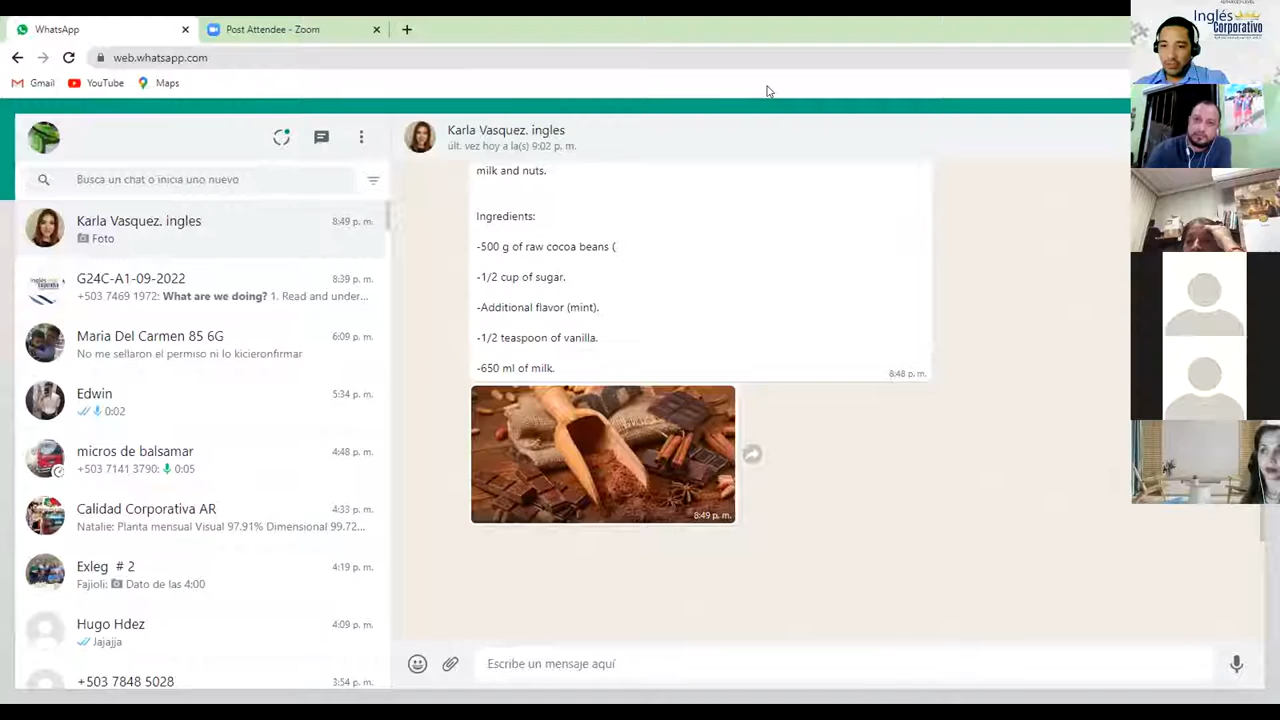 WhatsApp
Post Attendee - Zoom
web.whatsapp.com
Gmail
YouTube
Maps
Inglés
Corporativo
Karla Vasquez. ingles
últ. vez hoy a la(s) 9:02 p. m.
Busca un chat o inicia uno nuevo
Karla Vasquez. ingles
8:49 p. m.
Foto
G24C-A1-09-2022
8:39 p. m.
+503 7469 1972: What are we doing? 1. Read and under...
Maria Del Carmen 85 6G
6:09 p. m.
No me sellaron el permiso ni lo kicieronfirmar
Edwin
5:34 p. m.
0:02
micros de balsamar
4:48 p. m.
+503 7141 3790: 0:05
Calidad Corporativa AR
4:33 p. m.
Natalie: Planta mensual Visual 97.91% Dimensional 99.72...
Exleg # 2
4:19 p. m.
Fajioli: Dato de las 4:00
Hugo Hdez
4:09 p. m.
Jajajja
+503 7848 5028
3:54 p. m.
milk and nuts.
Ingredients:
-500 g of raw cocoa beans (
-1/2 cup of sugar.
-Additional flavor (mint).
-1/2 teaspoon of vanilla.
-650 ml of milk.
8:48 p. m.
8:49 p. m.
Escribe un mensaje aquí